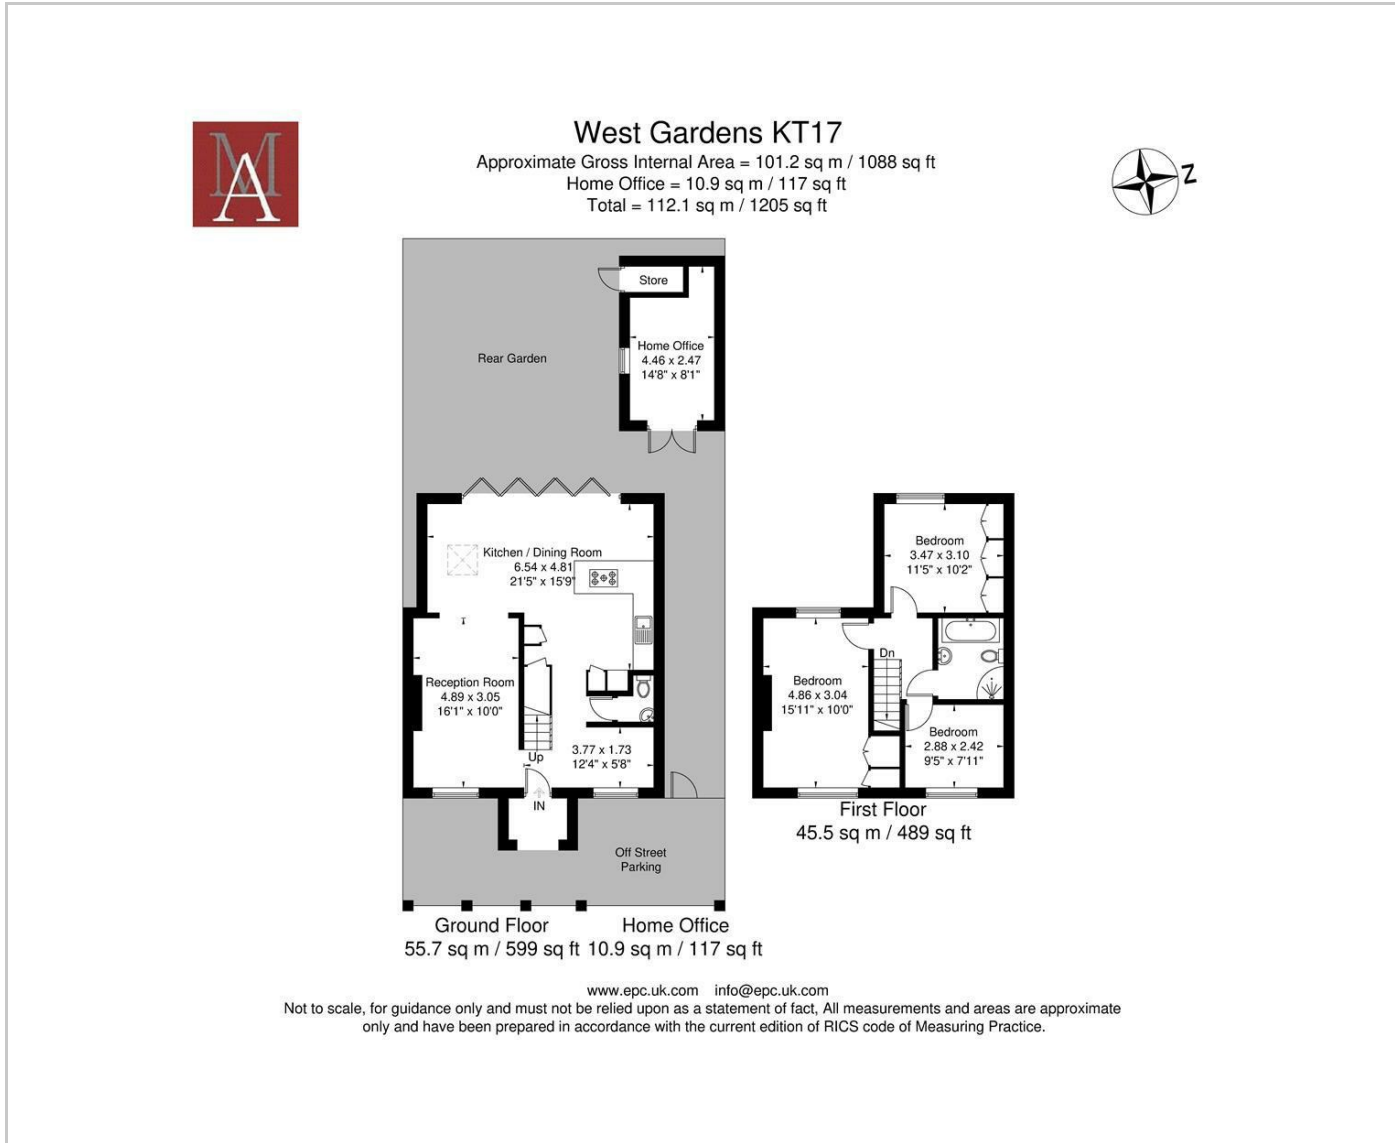 MA
West Gardens KT17
Approximate Gross Internal Area = 101.2 sq m / 1088 sq ft
Home Office = 10.9 sq m / 117 sq ft
Total = 112.1 sq m / 1205 sq ft
Z
Store
Home Office
4.46 x 2.47
14'8" x 8'1"
Rear Garden
Kitchen / Dining Room
6.54 x 4.81
21'5" x 15'9"
Reception Room
4.89 x 3.05
16'1" x 10'0"
Up
3.77 x 1.73
12'4" x 5'8"
IN
Off Street
Parking
Bedroom
3.47 x 3.10
11'5" x 10'2"
Dn
Bedroom
4.86 x 3.04
15'11" x 10'0"
Bedroom
2.88 x 2.42
9'5" x 7'11"
First Floor
45.5 sq m / 489 sq ft
Ground Floor
55.7 sq m / 599 sq ft
Home Office
10.9 sq m / 117 sq ft
www.epc.uk.com info@epc.uk.com
Not to scale, for guidance only and must not be relied upon as a statement of fact, All measurements and areas are approximate
only and have been prepared in accordance with the current edition of RICS code of Measuring Practice.